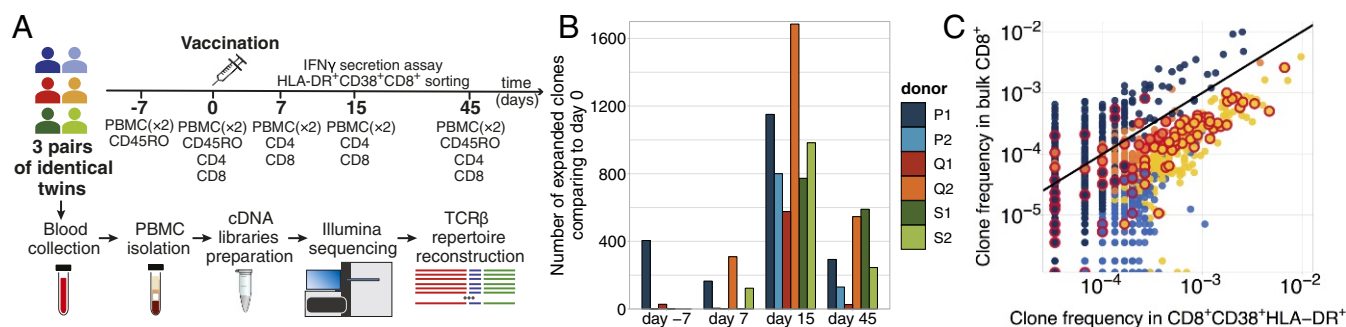 A
Vaccination
IFNγ secretion assay
HLA-DR⁺CD38⁺CD8⁺ sorting
time
(days)
-7
0
7
15
45
PBMC(×2)
CD45RO
PBMC(×2)
CD45RO
CD4
CD8
PBMC(×2)
CD4
CD8
PBMC(×2)
CD4
CD8
PBMC(×2)
CD45RO
CD4
CD8
3 pairs
of identical
twins
Blood
collection
PBMC
isolation
cDNA
libraries
preparation
Illumina
sequencing
TCRβ
repertoire
reconstruction
B
Number of expanded clones
comparing to day 0
1600
1200
800
400
0
day −7
day 7
day 15
day 45
donor
P1
P2
Q1
Q2
S1
S2
C
Clone frequency in bulk CD8⁺
10⁻²
10⁻³
10⁻⁴
10⁻⁵
10⁻⁴
10⁻³
10⁻²
Clone frequency in CD8⁺CD38⁺HLA−DR⁺